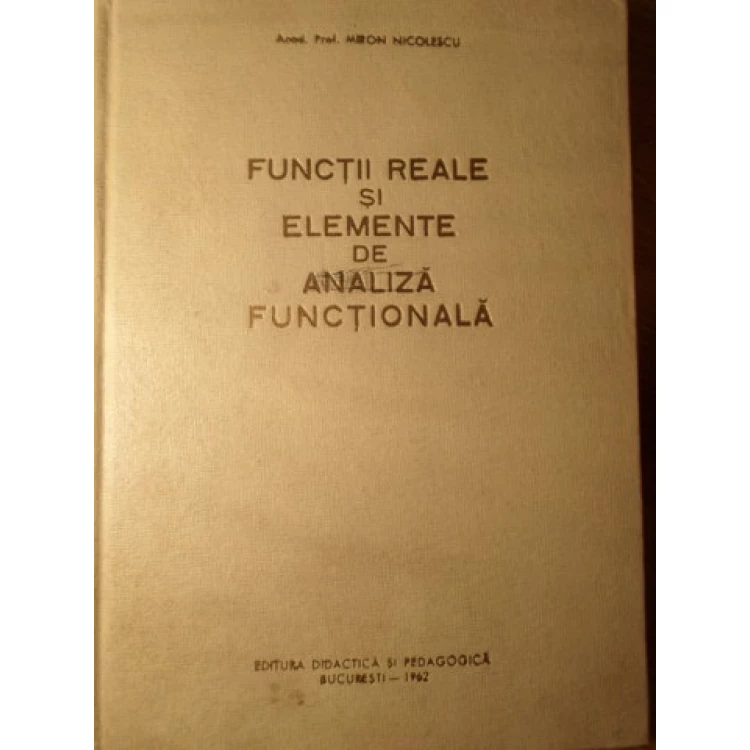 Acad. Prof. MIRON NICOLESCU
FUNCȚII REALE
ȘI
ELEMENTE
DE
ANALIZĂ
FUNCȚIONALĂ
EDITURA DIDACTICĂ ȘI PEDAGOGICĂ
BUCUREȘTI — 1962